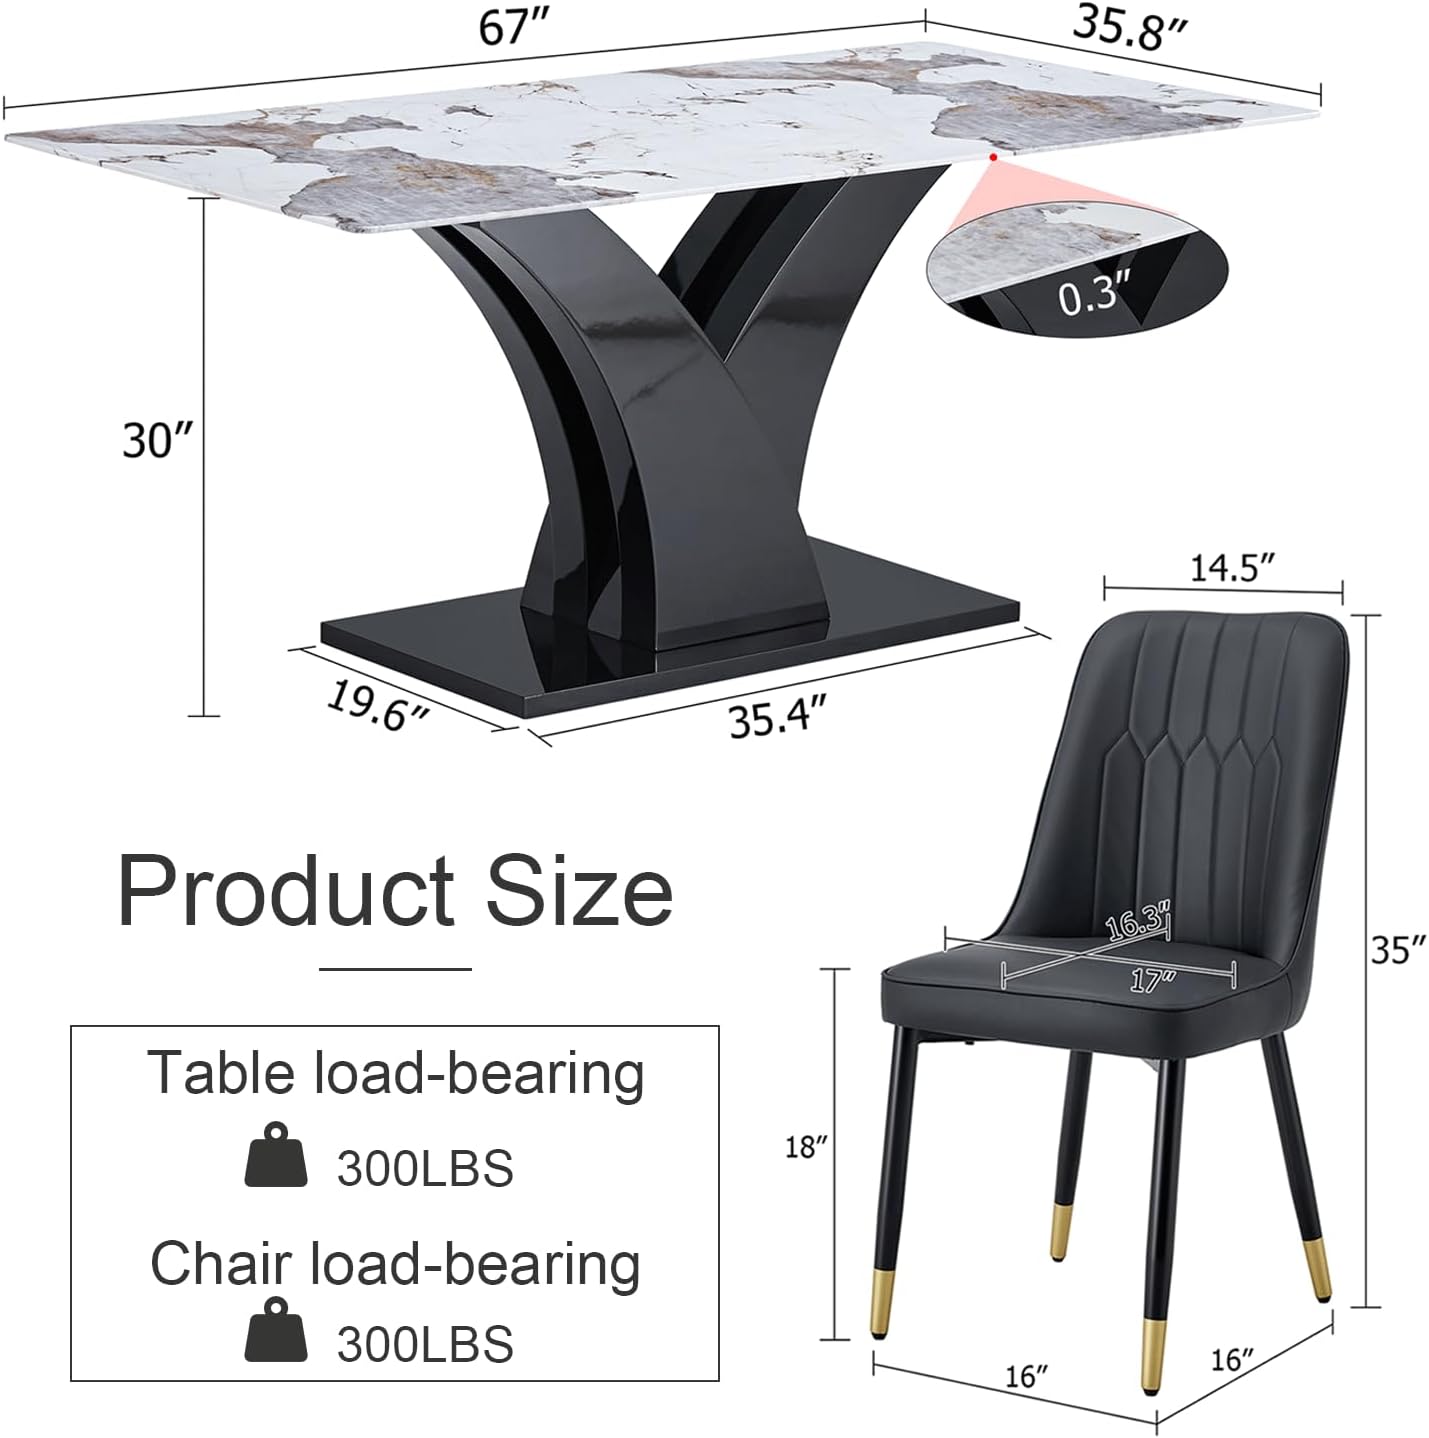 67″
35.8″
0.3″
30″
19.6″
35.4″
14.5″
16.3″
17″
35″
18″
16″
16″
Product Size
Table load-bearing
300LBS
Chair load-bearing
300LBS